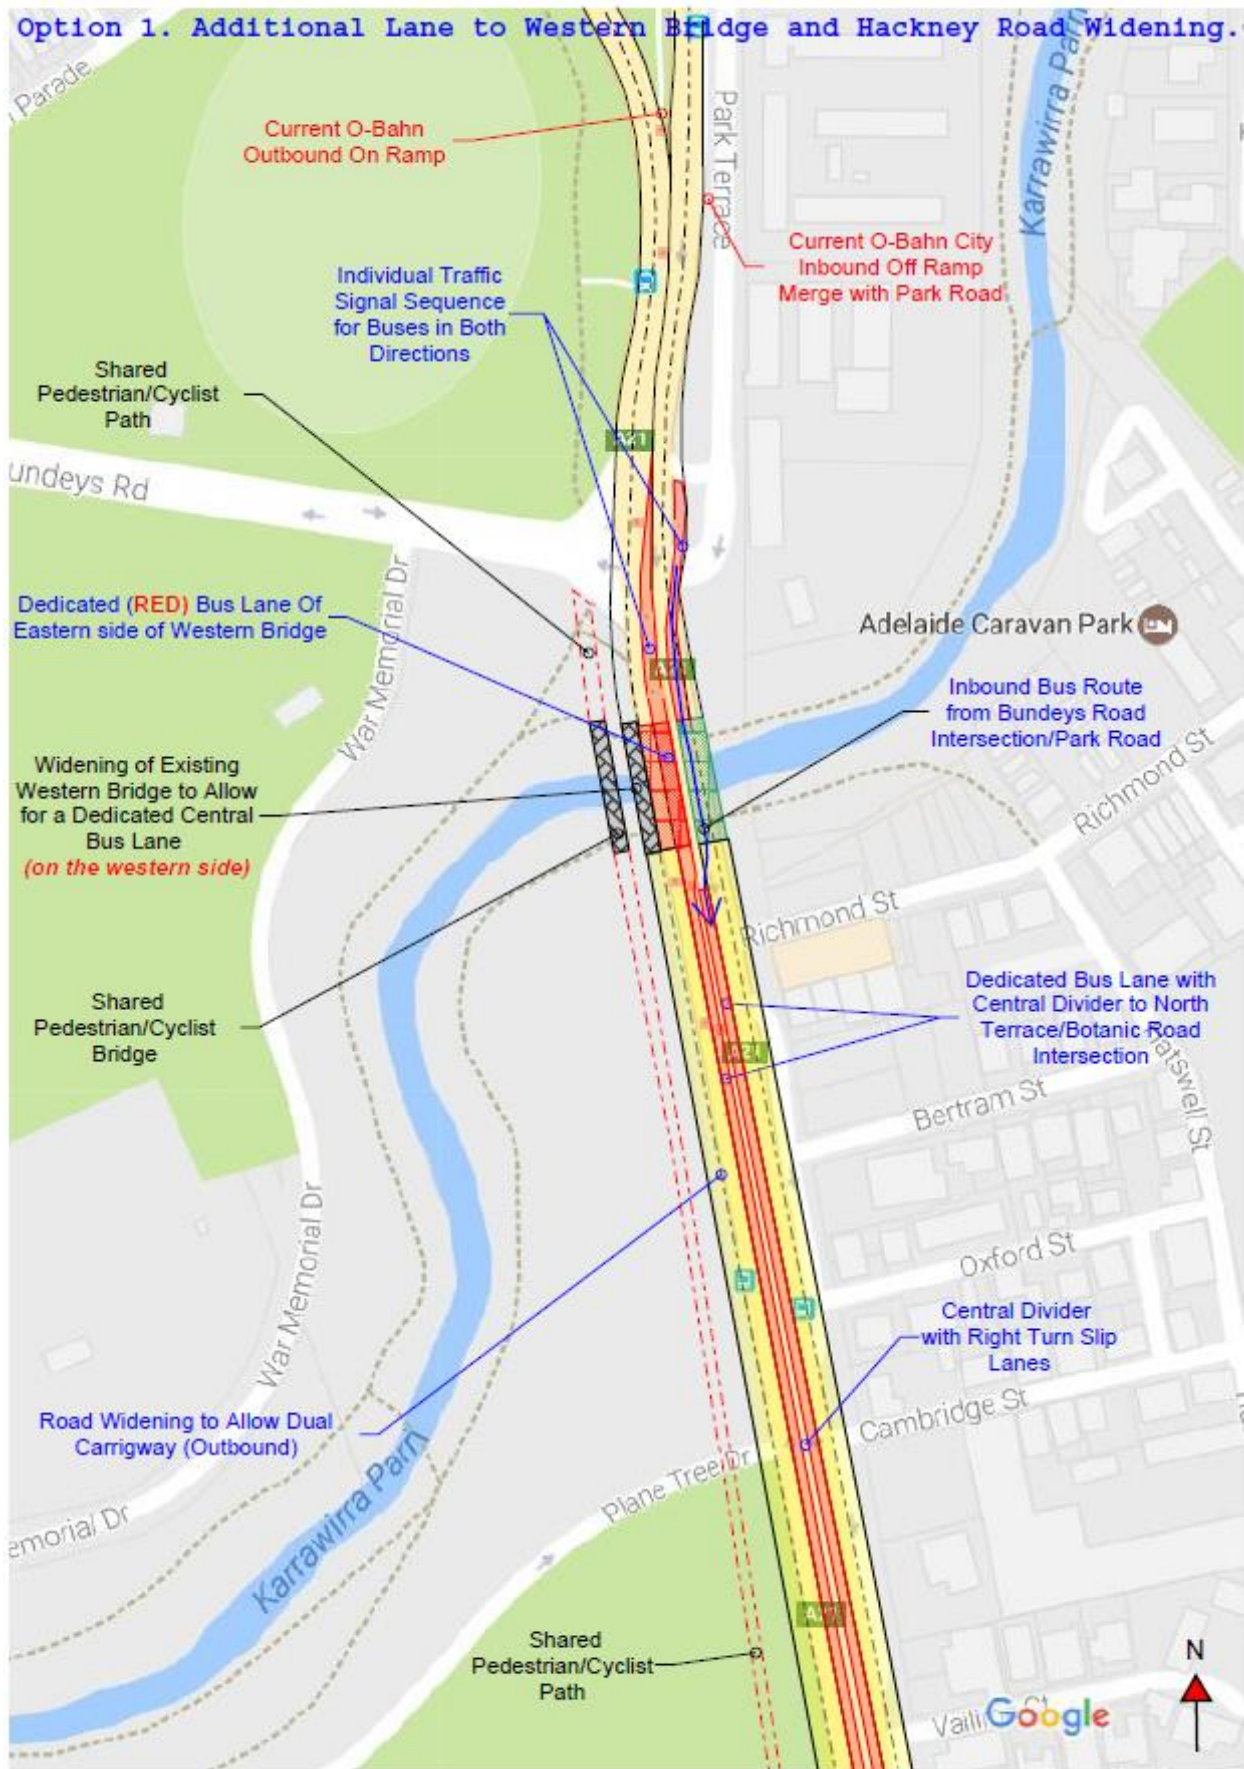 Option 1. Additional Lane to Western Bridge and Hackney Road Widening.
Parade
Current O-Bahn
Outbound On Ramp
Park Terrace
Karrawirra Parri
Current O-Bahn City
Inbound Off Ramp
Merge with Park Road
Individual Traffic
Signal Sequence
for Buses in Both
Directions
Shared
Pedestrian/Cyclist
Path
A21
undeys Rd
War Memorial Dr
Dedicated (RED) Bus Lane Of
Eastern side of Western Bridge
Adelaide Caravan Park
A21
Inbound Bus Route
from Bundeys Road
Intersection/Park Road
Richmond St
Widening of Existing
Western Bridge to Allow
for a Dedicated Central
Bus Lane
(on the western side)
Richmond St
Dedicated Bus Lane with
Central Divider to North
Terrace/Botanic Road
Intersection
Shared
Pedestrian/Cyclist
Bridge
A21
atswell St
Bertram St
War Memorial Dr
Oxford St
Central Divider
with Right Turn Slip
Lanes
Cambridge St
Road Widening to Allow Dual
Carrigway (Outbound)
Plane Tree Dr
emorial Dr
Karrawirra Parri
A21
Shared
Pedestrian/Cyclist
Path
N
Google